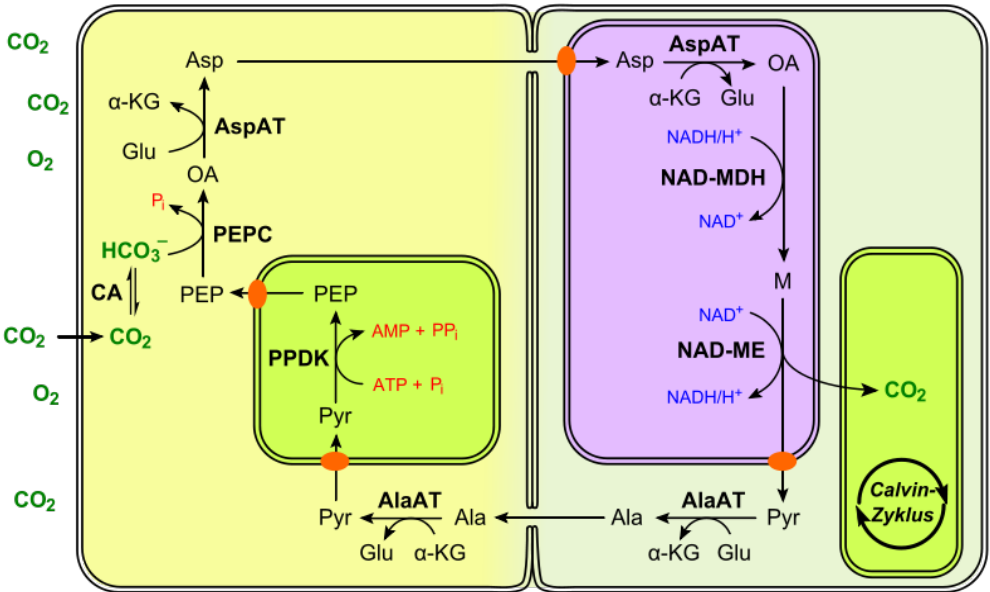 CO₂
CO₂
O₂
CO₂
O₂
CO₂
Asp
α-KG
AspAT
Glu
OA
Pᵢ
PEPC
HCO₃⁻
CA
PEP
CO₂
PEP
AMP + PPᵢ
PPDK
ATP + Pᵢ
Pyr
Pyr
AlaAT
Ala
Glu
α-KG
Asp
AspAT
OA
α-KG
Glu
NADH/H⁺
NAD-MDH
NAD⁺
M
NAD⁺
NAD-ME
NADH/H⁺
CO₂
Calvin-
Zyklus
Ala
AlaAT
Pyr
α-KG
Glu